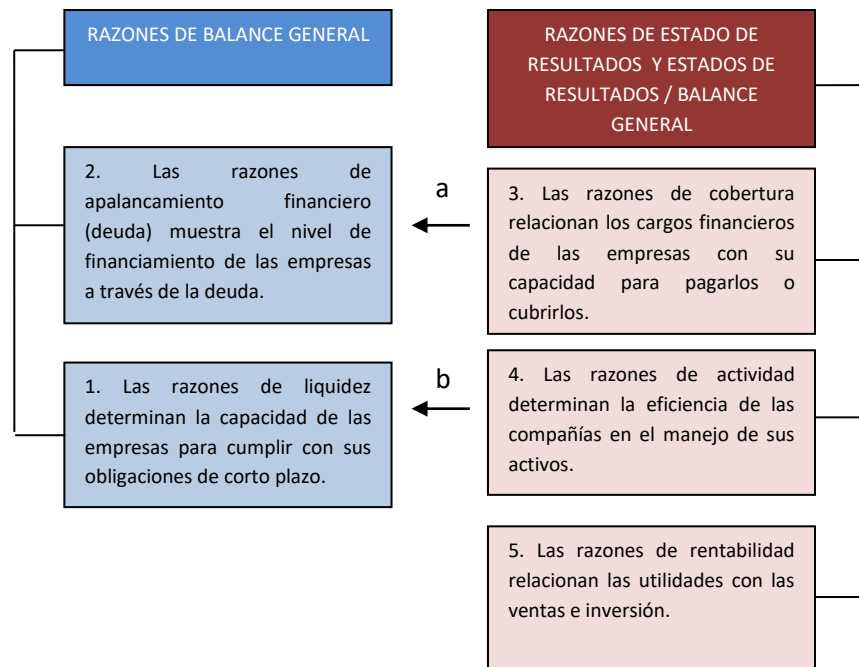 RAZONES DE BALANCE GENERAL
RAZONES DE ESTADO DE
RESULTADOS Y ESTADOS DE
RESULTADOS / BALANCE
GENERAL
2. Las razones de
apalancamiento financiero
(deuda) muestra el nivel de
financiamiento de las empresas
a través de la deuda.
a
3. Las razones de cobertura
relacionan los cargos financieros
de las empresas con su
capacidad para pagarlos o
cubrirlos.
1. Las razones de liquidez
determinan la capacidad de las
empresas para cumplir con sus
obligaciones de corto plazo.
b
4. Las razones de actividad
determinan la eficiencia de las
compañías en el manejo de sus
activos.
5. Las razones de rentabilidad
relacionan las utilidades con las
ventas e inversión.